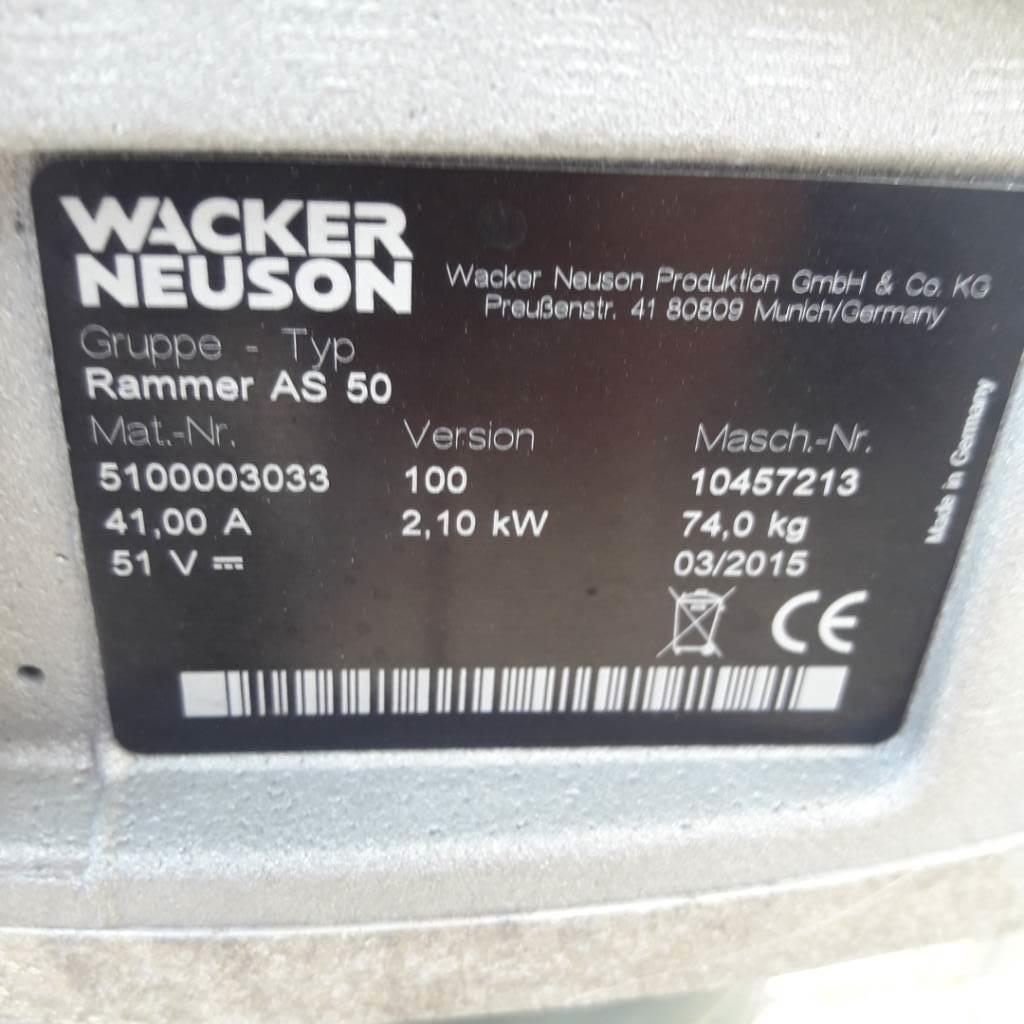 WACKER
NEUSON
Wacker Neuson Produktion GmbH & Co. KG
Preußenstr. 41 80809 Munich/Germany
Gruppe - Typ
Rammer AS 50
Mat.-Nr. Version Masch.-Nr.
5100003033 100 10457213
41,00 A 2,10 kW 74,0 kg
51 V 03/2015
CE
Made in Germany